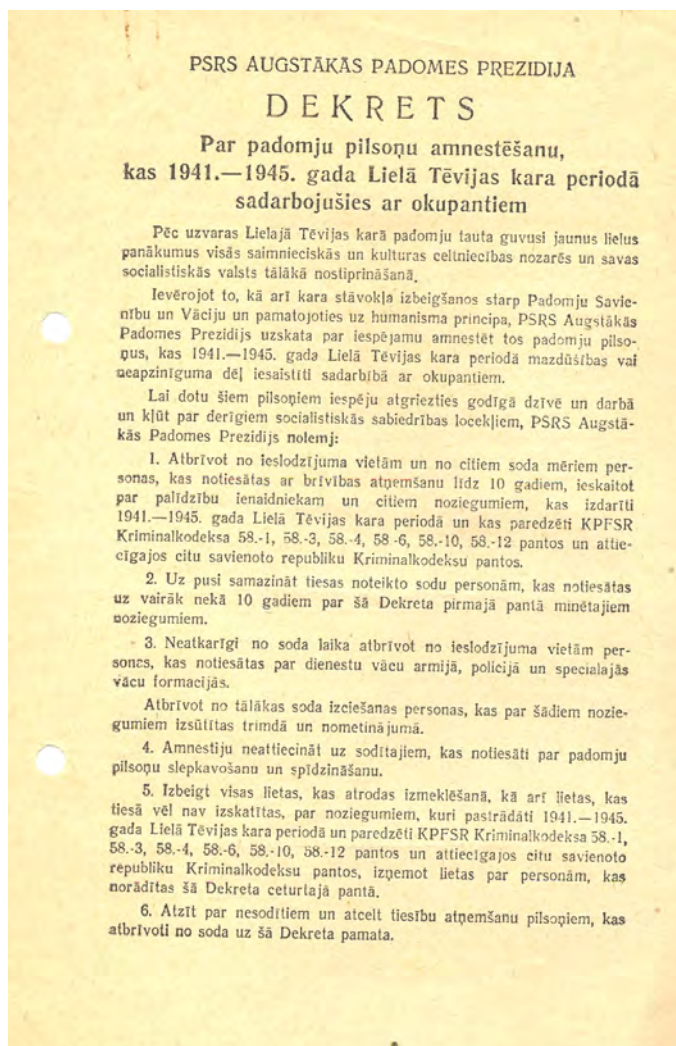 PSRS AUGSTĀKĀS PADOMES PREZIDIJA
DEKRETS
Par padomju pilsoņu amnestēšanu,
kas 1941.—1945. gada Lielā Tēvijas kara periodā
sadarbojušies ar okupantiem
Pēc uzvaras Lielajā Tēvijas karā padomju tauta guvusi jaunus lielus
panākumus visās saimnieciskās un kulturas celtniecības nozarēs un savas
socialistiskās valsts tālākā nostiprināšanā.
Ievērojot to, kā arī kara stāvokļa izbeigšanos starp Padomju Savie-
nību un Vāciju un pamatojoties uz humanisma principa, PSRS Augstākās
Padomes Prezidijs uzskata par iespējamu amnestēt tos padomju pilso-
ņus, kas 1941.—1945. gada Lielā Tēvijas kara periodā mazdūšības vai
neapzinīguma dēļ iesaistīti sadarbībā ar okupantiem.
Lai dotu šiem pilsoņiem iespēju atgriezties godīgā dzīvē un darbā
un kļūt par derīgiem socialistiskās sabiedrības locekļiem, PSRS Augstā-
kās Padomes Prezidijs nolemj:
1. Atbrīvot no ieslodzījuma vietām un no citiem soda mēriem per-
sonas, kas notiesātas ar brīvības atņemšanu līdz 10 gadiem, ieskaitot
par palīdzību ienaidniekam un citiem noziegumiem, kas izdarīti
1941.—1945. gada Lielā Tēvijas kara periodā un kas paredzēti KPFSR
Kriminalkodeksa 58.-1, 58.-3, 58.-4, 58.-6, 58.-10, 58.-12 pantos un attie-
cīgajos citu savienoto republiku Kriminalkodeksu pantos.
2. Uz pusi samazināt tiesas noteikto sodu personām, kas notiesātas
uz vairāk nekā 10 gadiem par šā Dekreta pirmajā pantā minētajiem
noziegumiem.
3. Neatkarīgi no soda laika atbrīvot no ieslodzījuma vietām per-
sonas, kas notiesātas par dienestu vācu armijā, policijā un specialajās
vācu formacijās.
Atbrīvot no tālākas soda izciešanas personas, kas par šādiem nozie-
gumiem izsūtītas trimdā un nometinājumā.
4. Amnestiju neattiecināt uz sodītajiem, kas notiesāti par padomju
pilsoņu slepkavošanu un spīdzināšanu.
5. Izbeigt visas lietas, kas atrodas izmeklēšanā, kā arī lietas, kas
tiesā vēl nav izskatītas, par noziegumiem, kuri pastrādāti 1941.—1945.
gada Lielā Tēvijas kara periodā un paredzēti KPFSR Kriminalkodeksa 58.-1,
58.-3, 58.-4, 58.-6, 58.-10, 58.-12 pantos un attiecīgajos citu savienoto
republiku Kriminalkodeksu pantos, izņemot lietas par personām, kas
norādītas šā Dekreta ceturtajā pantā.
6. Atzīt par nesodītiem un atcelt tiesību atņemšanu pilsoņiem, kas
atbrīvoti no soda uz šā Dekreta pamata.